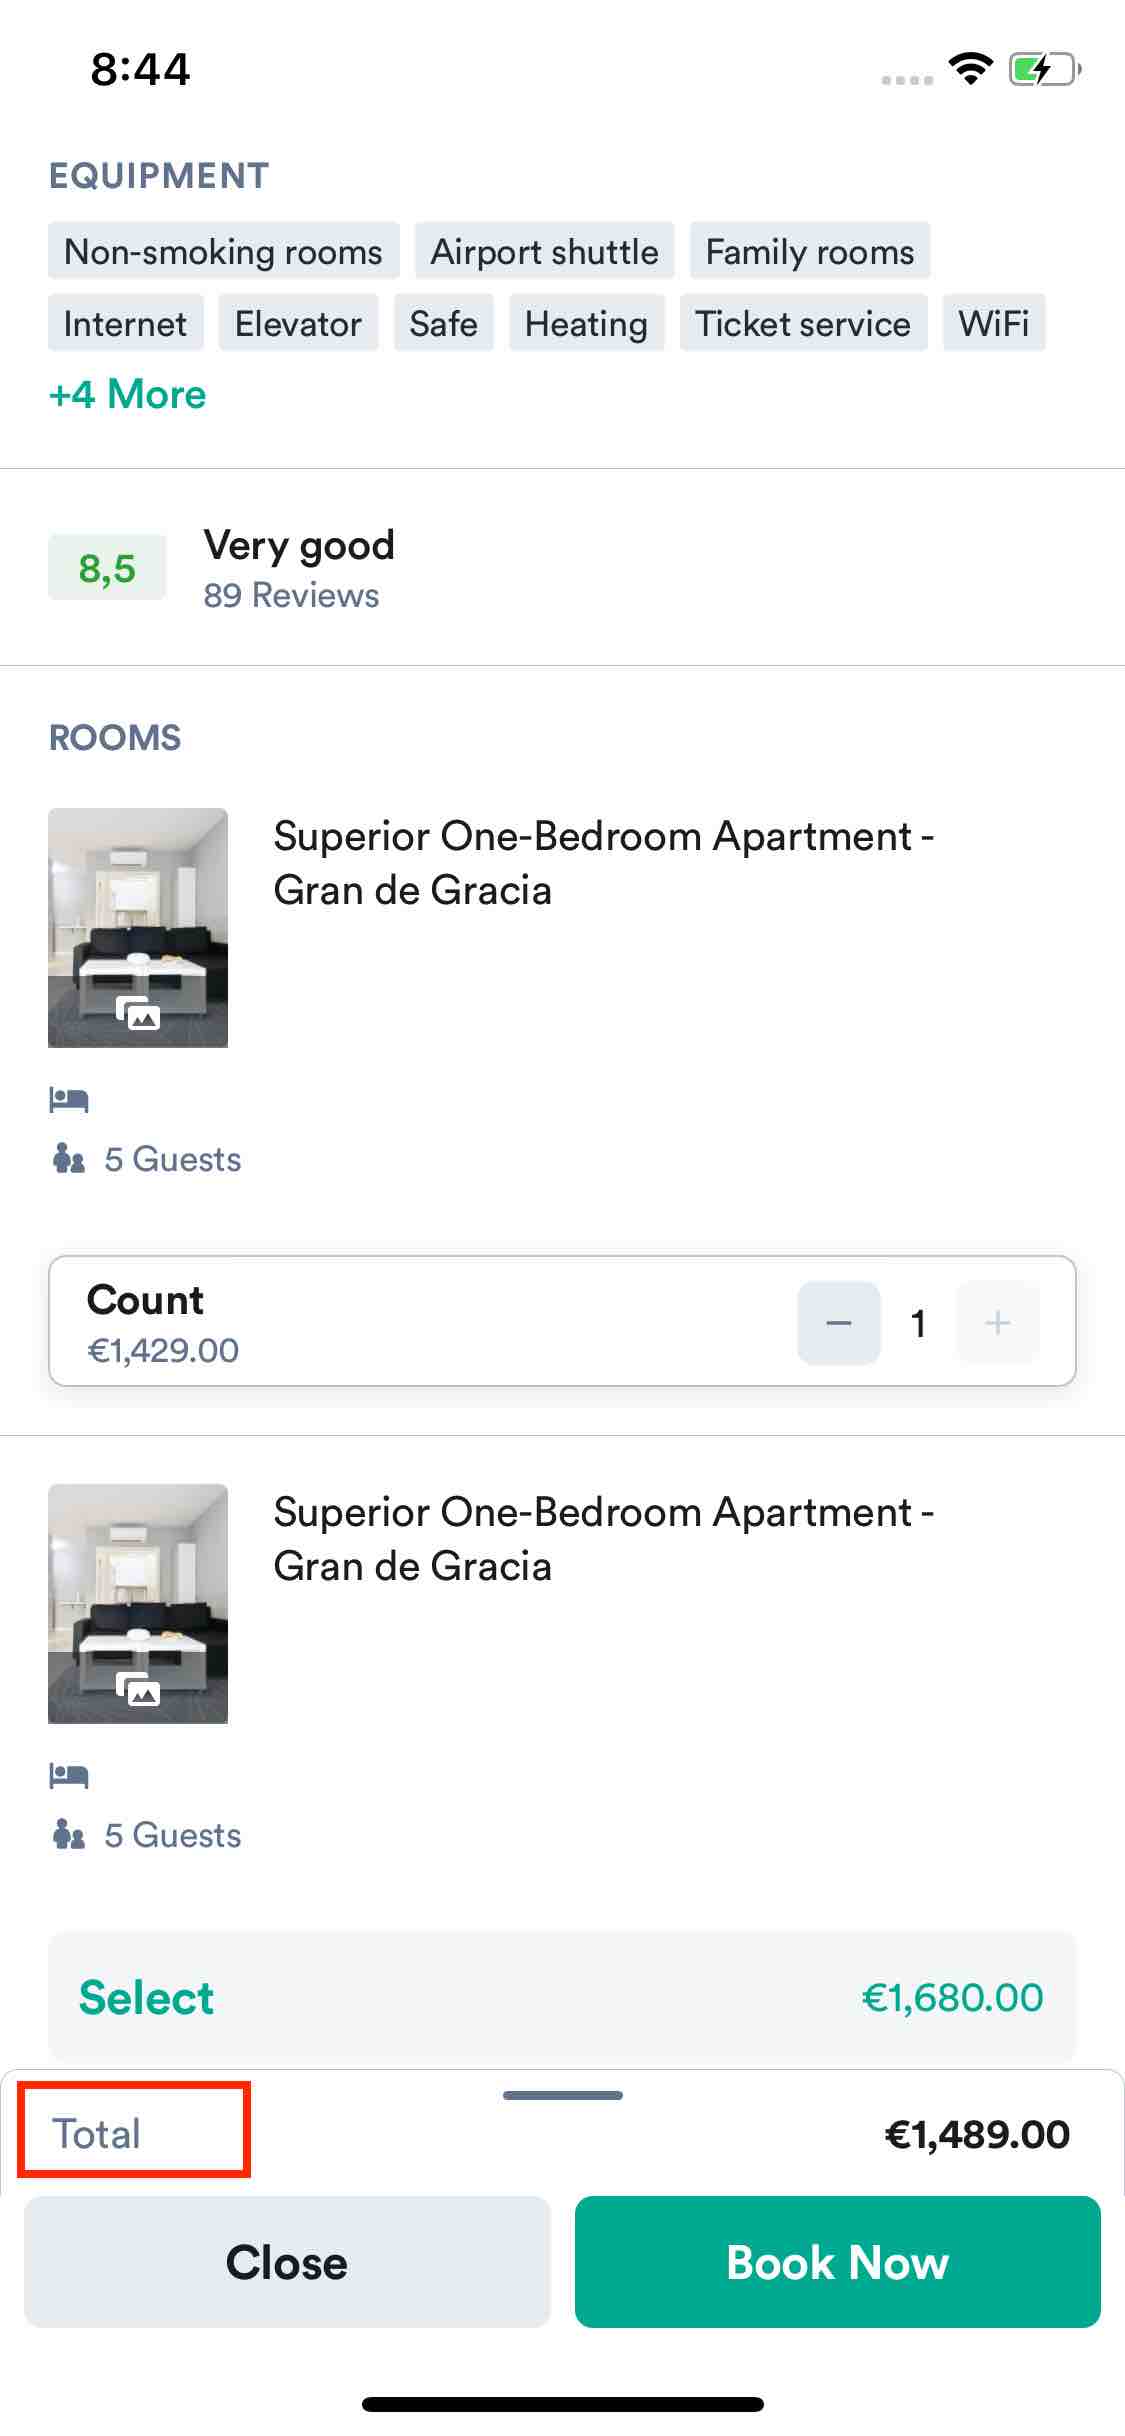 8:44
EQUIPMENT
Non-smoking rooms Airport shuttle Family rooms
Internet Elevator Safe Heating Ticket service WiFi
+4 More
8,5
Very good
89 Reviews
ROOMS
Superior One-Bedroom Apartment -
Gran de Gracia
5 Guests
Count
€1,429.00
− 1 +
Superior One-Bedroom Apartment -
Gran de Gracia
5 Guests
Select €1,680.00
Total €1,489.00
Close Book Now